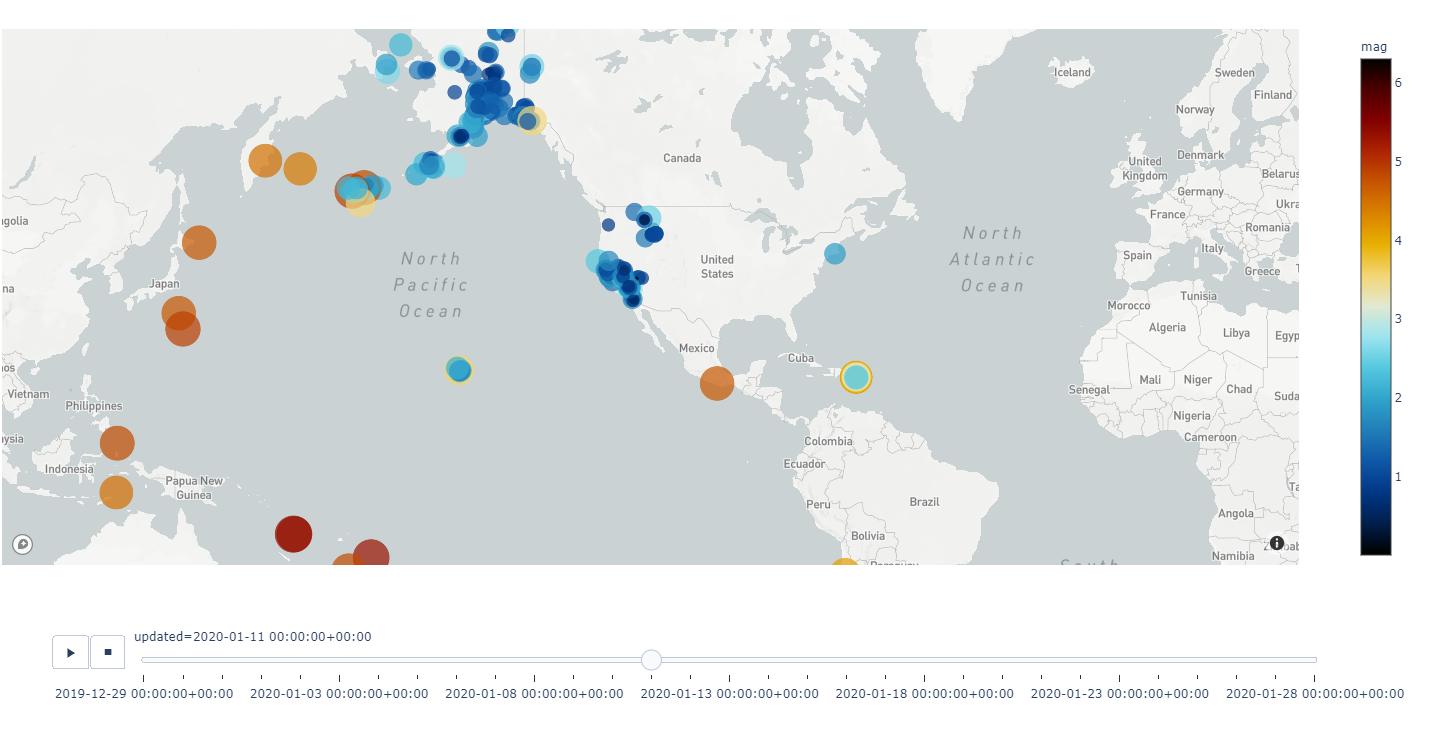 mag
6
5
4
3
2
1
Iceland
Sweden
Finland
Norway
Canada
United
Kingdom
Denmark
Belarus
Germany
France
Ukra
Romania
golia
North
Pacific
Ocean
North
Atlantic
Ocean
Italy
Spain
Greece
United
States
Japan
na
Tunisia
Morocco
Algeria
Libya
Egyp
Mexico
Cuba
os
Vietnam
Philippines
Senegal
Mali
Niger
Chad
Suda
Nigeria
Cameroon
ysia
Indonesia
Colombia
Ecuador
Papua New
Guinea
Peru
Brazil
Ta
Angola
Bolivia
Namibia
Paraguay
South
updated=2020-01-11 00:00:00+00:00
2019-12-29 00:00:00+00:00
2020-01-03 00:00:00+00:00
2020-01-08 00:00:00+00:00
2020-01-13 00:00:00+00:00
2020-01-18 00:00:00+00:00
2020-01-23 00:00:00+00:00
2020-01-28 00:00:00+00:00